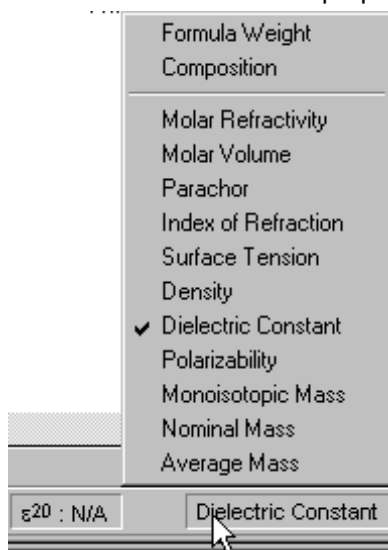 Formula Weight
Composition
Molar Refractivity
Molar Volume
Parachor
Index of Refraction
Surface Tension
Density
Dielectric Constant
Polarizability
Monoisotopic Mass
Nominal Mass
Average Mass
ε20 : N/A Dielectric Constant